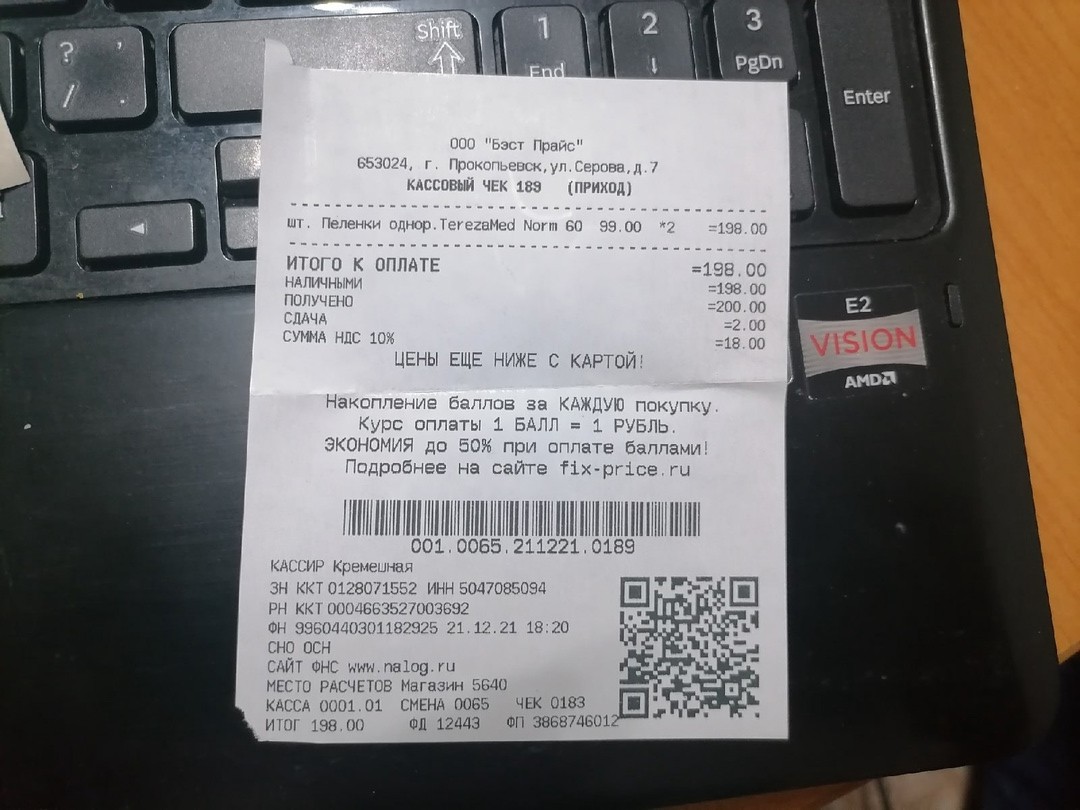 ? ,
/ .
Shift
1
End
2
↓
3
PgDn
Enter
ООО "Бэст Прайс"
653024, г. Прокопьевск,ул.Серова,д.7
КАССОВЫЙ ЧЕК 189 (ПРИХОД)
шт. Пеленки однор.TerezaMed Norm 60 99.00 *2 =198.00
ИТОГО К ОПЛАТЕ =198.00
НАЛИЧНЫМИ =198.00
ПОЛУЧЕНО =200.00
СДАЧА =2.00
СУММА НДС 10% =18.00
ЦЕНЫ ЕЩЕ НИЖЕ С КАРТОЙ!
Накопление баллов за КАЖДУЮ покупку.
Курс оплаты 1 БАЛЛ = 1 РУБЛЬ.
ЭКОНОМИЯ до 50% при оплате баллами!
Подробнее на сайте fix-price.ru
001.0065.211221.0189
КАССИР Кремешная
ЗН ККТ 0128071552 ИНН 5047085094
РН ККТ 0004663527003692
ФН 9960440301182925 21.12.21 18:20
СНО ОСН
САЙТ ФНС www.nalog.ru
МЕСТО РАСЧЕТОВ Магазин 5640
КАССА 0001.01 СМЕНА 0065 ЧЕК 0183
ИТОГ 198.00 ФД 12443 ФП 3868746012
E2
VISION
AMD